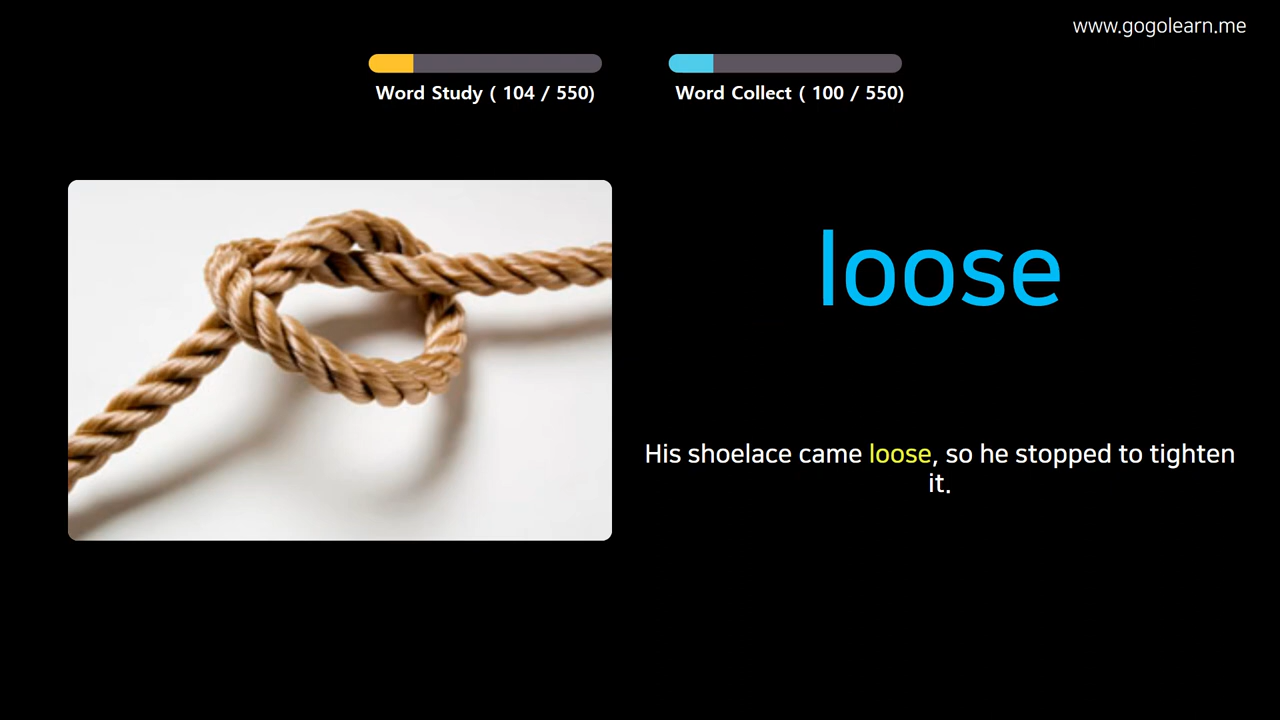 www.gogolearn.me
Word Study ( 104 / 550)
Word Collect ( 100 / 550)
loose
His shoelace came loose, so he stopped to tighten
it.